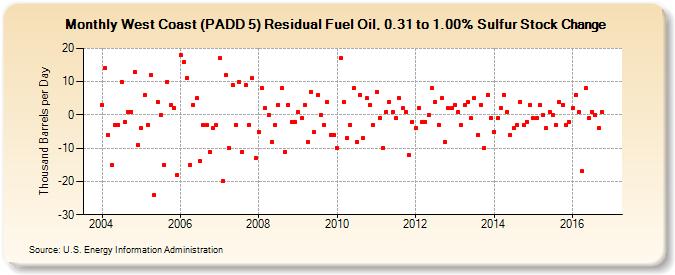 Monthly West Coast (PADD 5) Residual Fuel Oil, 0.31 to 1.00% Sulfur Stock Change
Thousand Barrels per Day
20
10
0
-10
-20
-30
2004 2006 2008 2010 2012 2014 2016
Source: U.S. Energy Information Administration